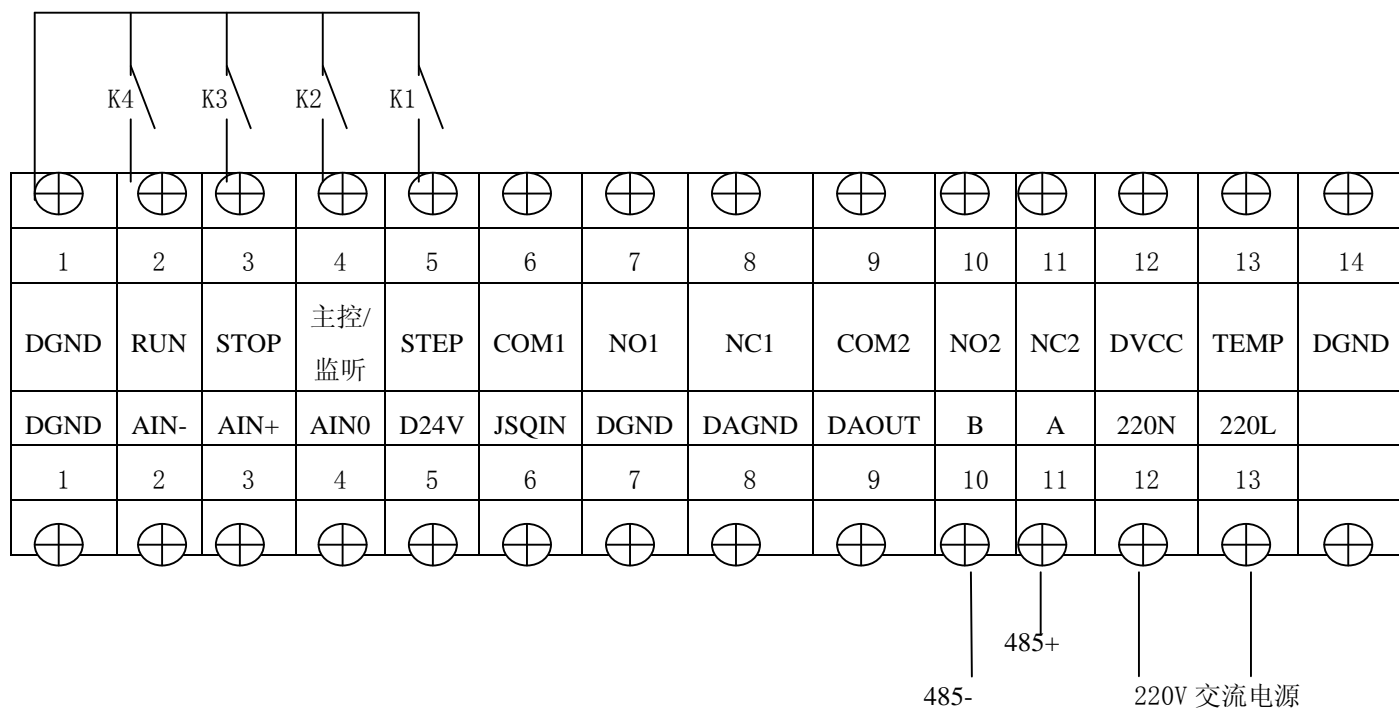 K4 K3 K2 K1
1 2 3 4 5 6 7 8 9 10 11 12 13 14
DGND RUN STOP 主控/ STEP COM1 NO1 NC1 COM2 NO2 NC2 DVCC TEMP DGND
监听
DGND AIN- AIN+ AIN0 D24V JSQIN DGND DAGND DAOUT B A 220N 220L
1 2 3 4 5 6 7 8 9 10 11 12 13
485+
485- 220V 交流电源